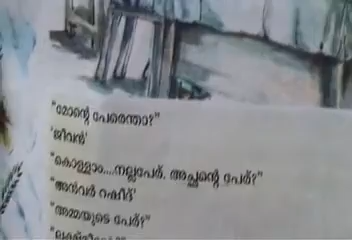 "മോന്റെ പേരെന്താ?"
'ജീവൻ'
"കൊള്ളാം....നല്ലപേര്. അച്ഛന്റെ പേര്?"
"അൻവർ റഷീദ്"
"അമ്മയുടെ പേര്?"